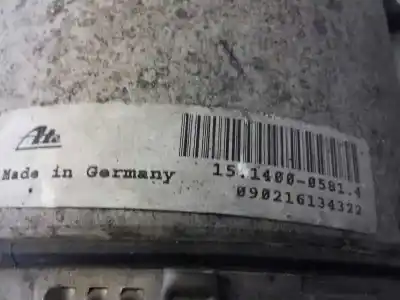 Ate
Made in Germany
15.1400-0581.4
090216134322